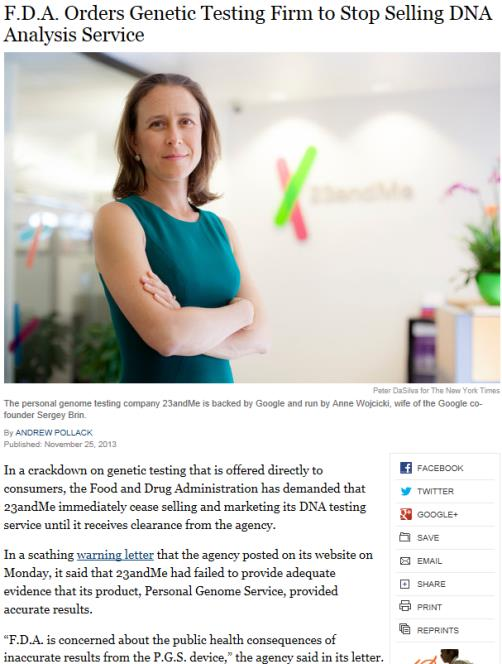 F.D.A. Orders Genetic Testing Firm to Stop Selling DNA
Analysis Service
23andMe
Peter DaSilva for The New York Times
The personal genome testing company 23andMe is backed by Google and run by Anne Wojcicki, wife of the Google co-
founder Sergey Brin.
By ANDREW POLLACK
Published: November 25, 2013
In a crackdown on genetic testing that is offered directly to
consumers, the Food and Drug Administration has demanded that
23andMe immediately cease selling and marketing its DNA testing
service until it receives clearance from the agency.
In a scathing warning letter that the agency posted on its website on
Monday, it said that 23andMe had failed to provide adequate
evidence that its product, Personal Genome Service, provided
accurate results.
“F.D.A. is concerned about the public health consequences of
inaccurate results from the P.G.S. device,” the agency said in its letter.
FACEBOOK
TWITTER
GOOGLE+
SAVE
EMAIL
SHARE
PRINT
REPRINTS